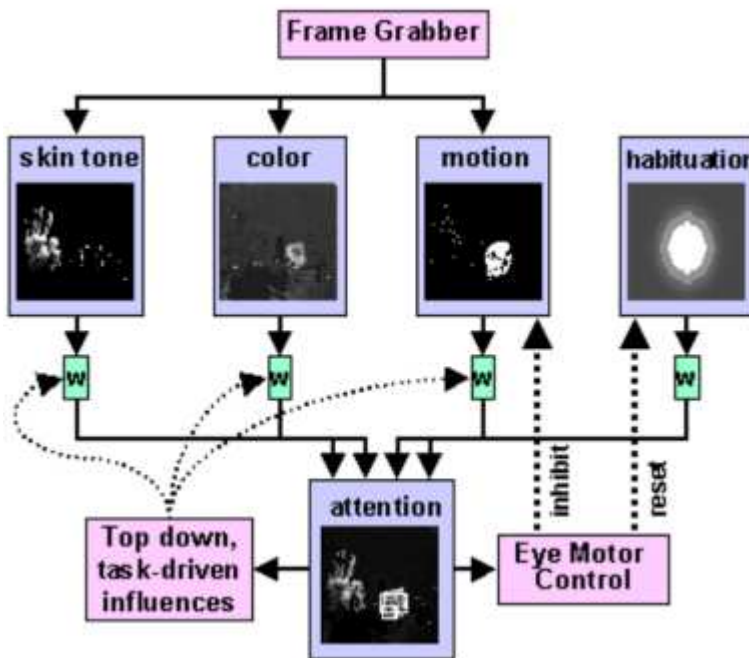 Frame Grabber
skin tone
color
motion
habituation
w
w
w
w
inhibit
reset
attention
Top down,
task-driven
influences
Eye Motor
Control